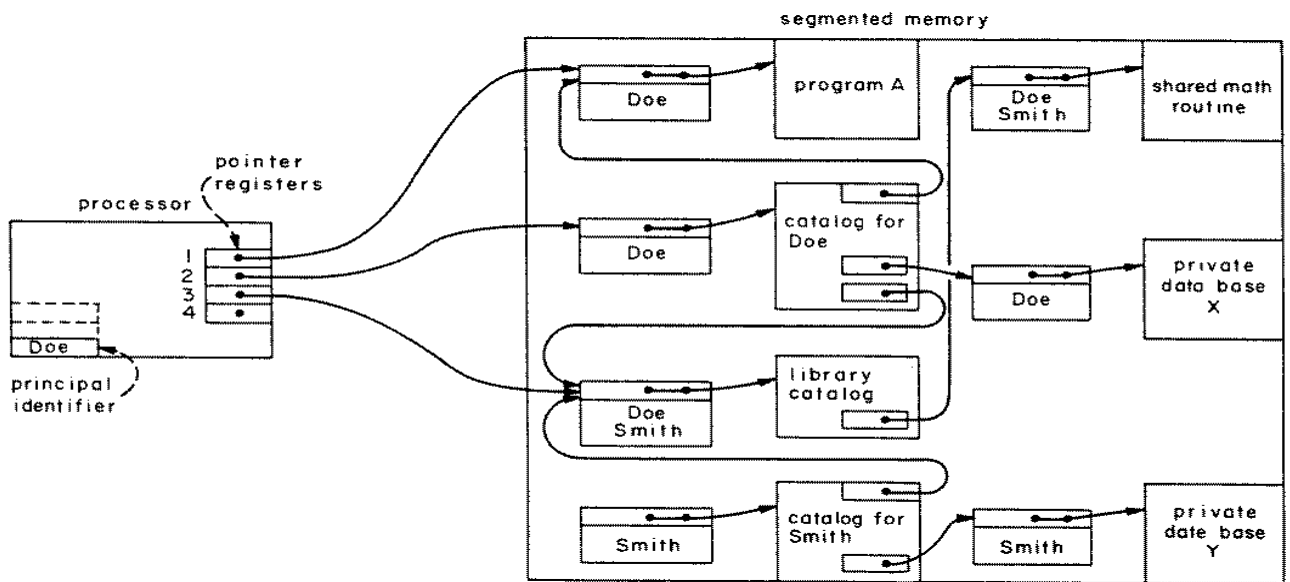 segmented memory
Doe
program A
Doe
Smith
shared math
routine
pointer
registers
processor
1
2
3
4
Doe
principal
identifier
Doe
catalog for
Doe
Doe
private
data base
X
Doe
Smith
library
catalog
Smith
catalog for
Smith
Smith
private
date base
Y